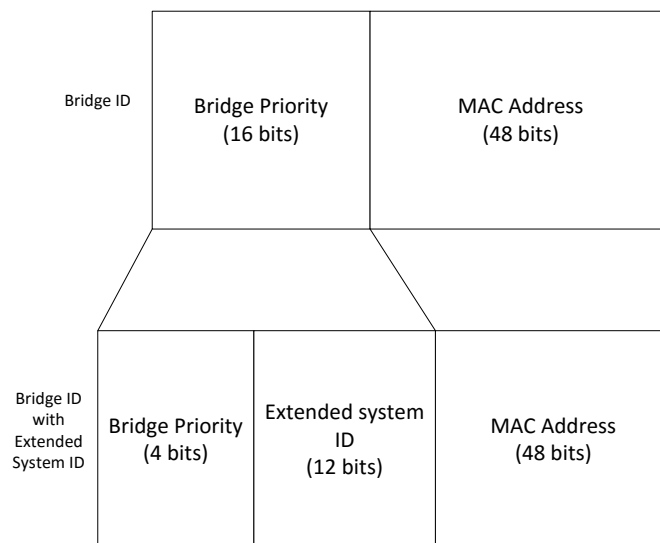 Bridge ID
Bridge Priority
(16 bits)
MAC Address
(48 bits)
Bridge ID
with
Extended
System ID
Bridge Priority
(4 bits)
Extended system
ID
(12 bits)
MAC Address
(48 bits)